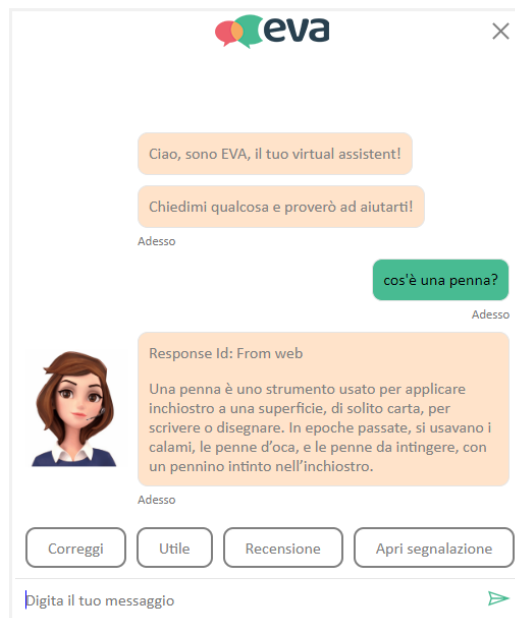 eva
Ciao, sono EVA, il tuo virtual assistent!
Chiedimi qualcosa e proverò ad aiutarti!
Adesso
cos'è una penna?
Adesso
Response Id: From web
Una penna è uno strumento usato per applicare
inchiostro a una superficie, di solito carta, per
scrivere o disegnare. In epoche passate, si usavano i
calami, le penne d’oca, e le penne da intingere, con
un pennino intinto nell’inchiostro.
Adesso
Correggi
Utile
Recensione
Apri segnalazione
Digita il tuo messaggio